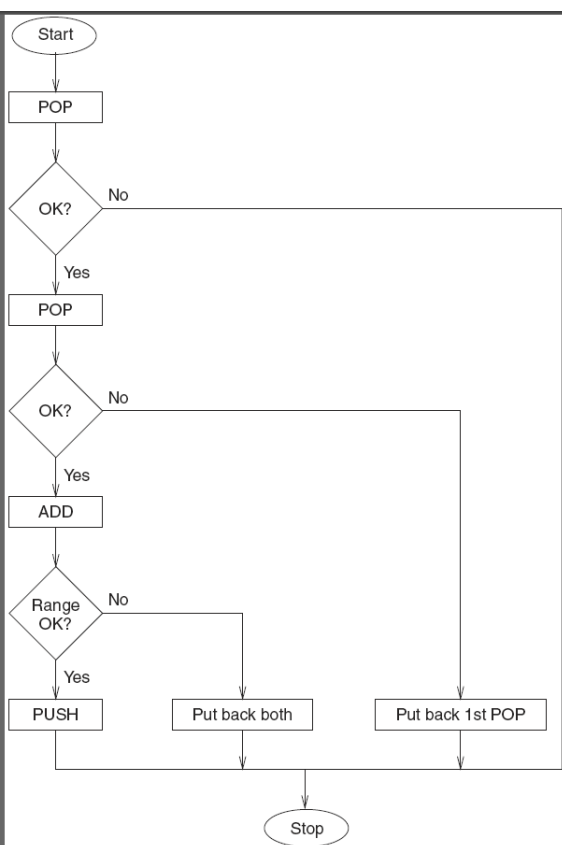 Start
POP
OK?
No
Yes
POP
OK?
No
Yes
ADD
Range
OK?
No
Yes
PUSH
Put back both
Put back 1st POP
Stop